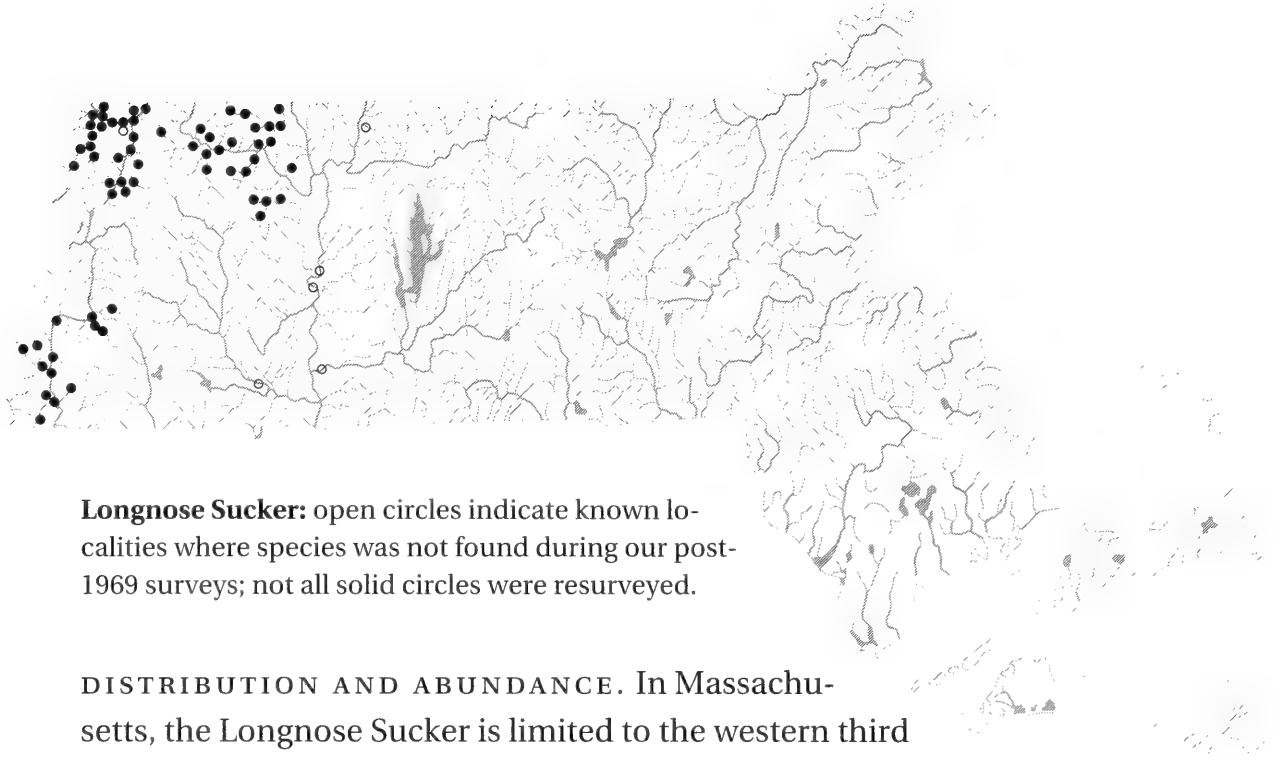 Longnose Sucker: open circles indicate known lo-
calities where species was not found during our post-
1969 surveys; not all solid circles were resurveyed.
DISTRIBUTION AND ABUNDANCE. In Massachu-
setts, the Longnose Sucker is limited to the western third